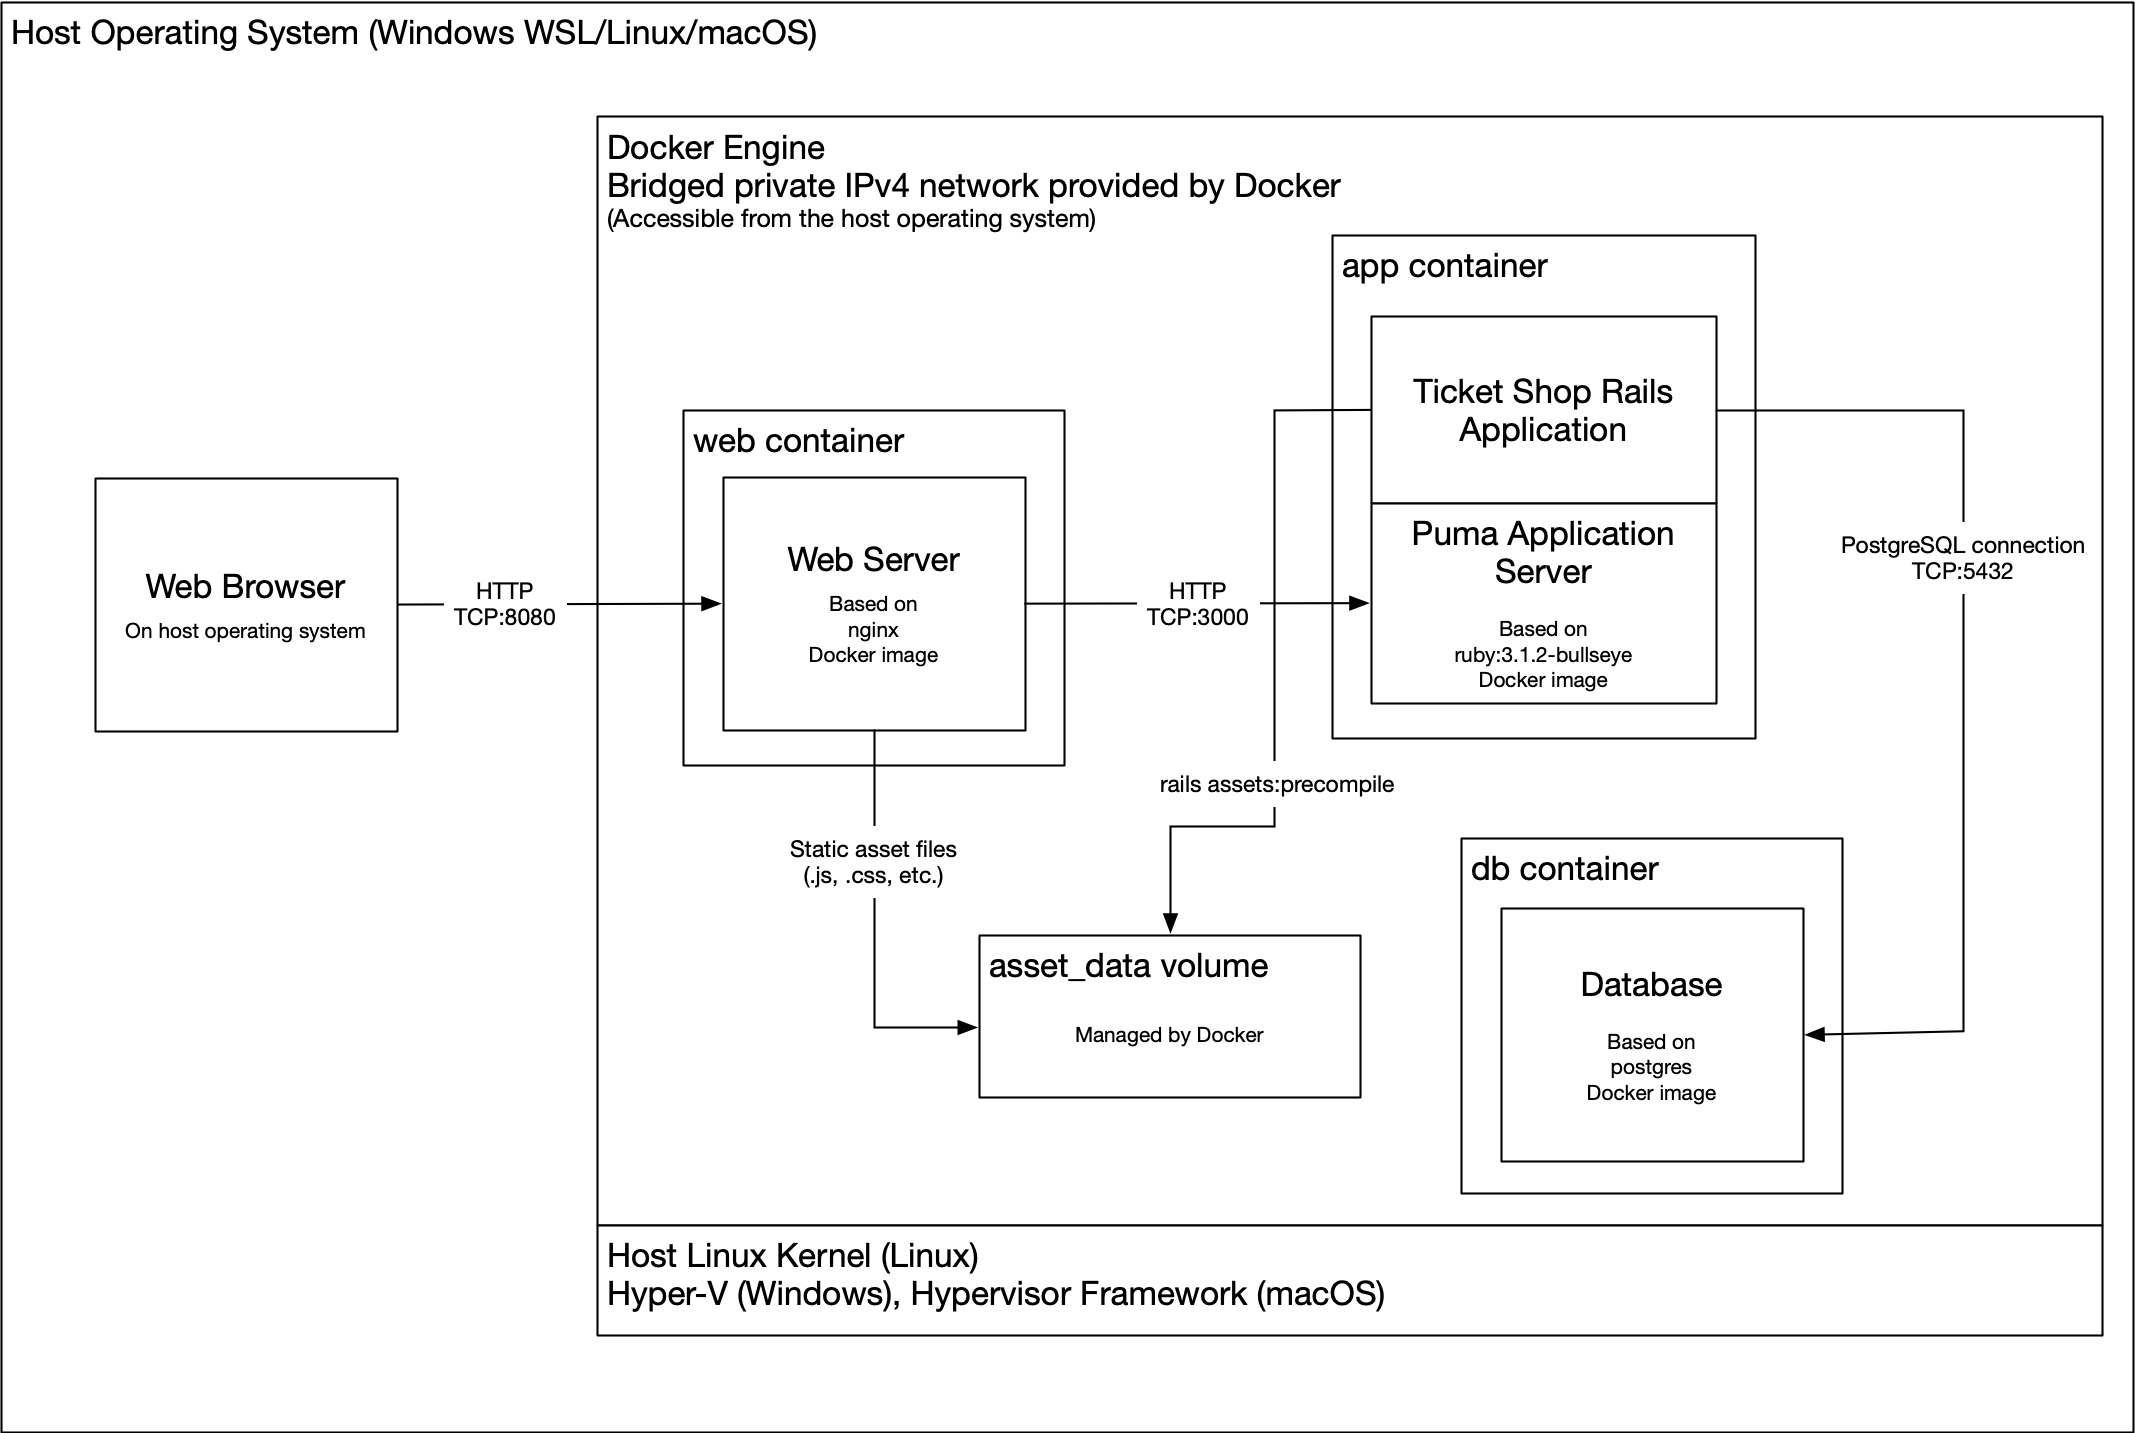 Host Operating System (Windows WSL/Linux/macOS)
Docker Engine
Bridged private IPv4 network provided by Docker
(Accessible from the host operating system)
app container
Ticket Shop Rails
Application
Puma Application
Server
Based on
ruby:3.1.2-bullseye
Docker image
web container
Web Server
Based on
nginx
Docker image
Web Browser
On host operating system
HTTP
TCP:8080
HTTP
TCP:3000
PostgreSQL connection
TCP:5432
rails assets:precompile
Static asset files
(.js, .css, etc.)
asset_data volume
Managed by Docker
db container
Database
Based on
postgres
Docker image
Host Linux Kernel (Linux)
Hyper-V (Windows), Hypervisor Framework (macOS)